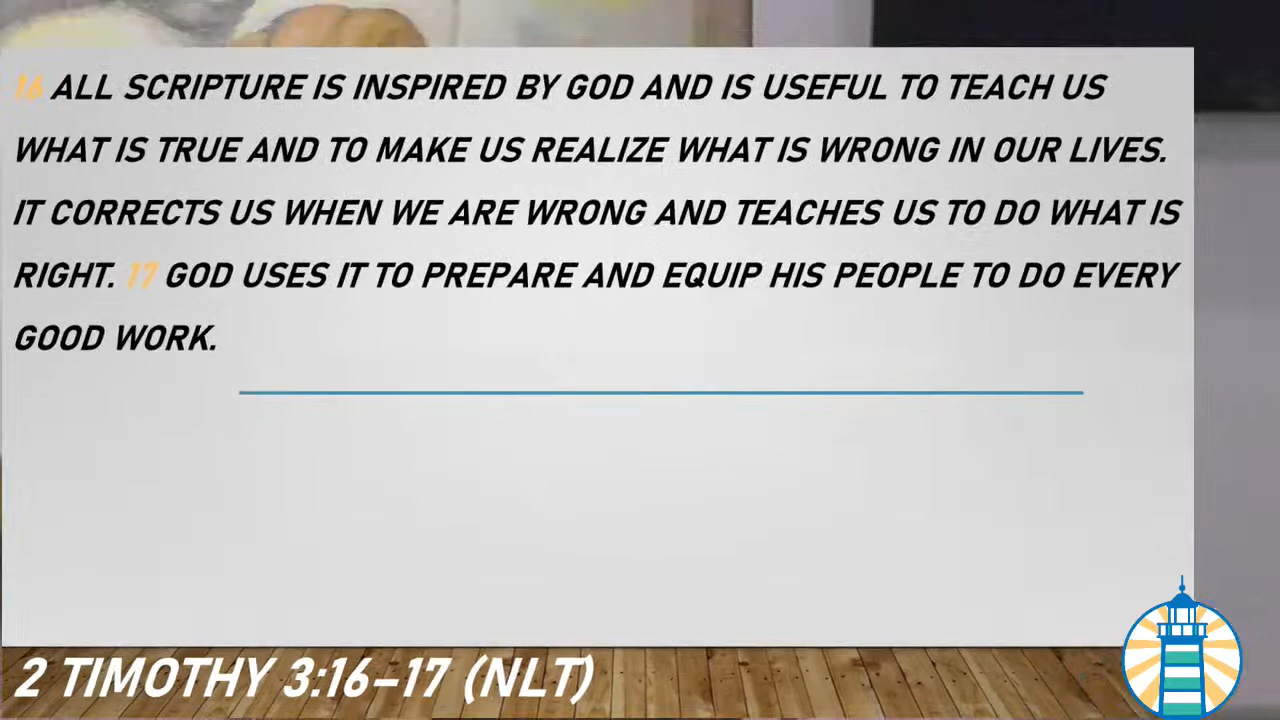 16 ALL SCRIPTURE IS INSPIRED BY GOD AND IS USEFUL TO TEACH US
WHAT IS TRUE AND TO MAKE US REALIZE WHAT IS WRONG IN OUR LIVES.
IT CORRECTS US WHEN WE ARE WRONG AND TEACHES US TO DO WHAT IS
RIGHT. 17 GOD USES IT TO PREPARE AND EQUIP HIS PEOPLE TO DO EVERY
GOOD WORK.
2 TIMOTHY 3:16–17 (NLT)